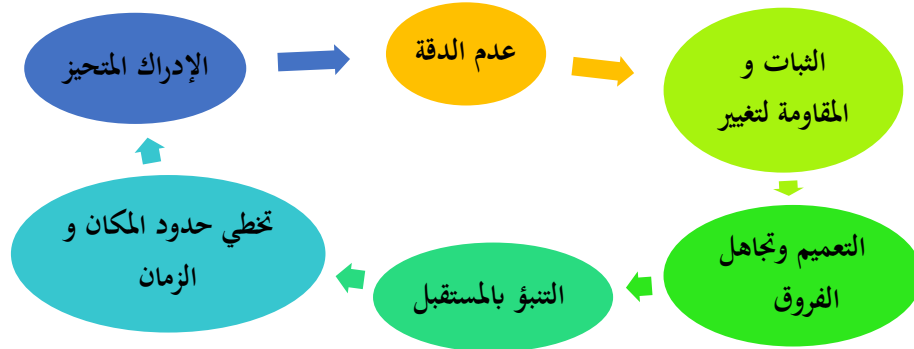 عدم الدقة
الثبات و
المقاومة لتغيير
التعميم وتجاهل
الفروق
التنبؤ بالمستقبل
تخطي حدود المكان و
الزمان
الإدراك المتحيز